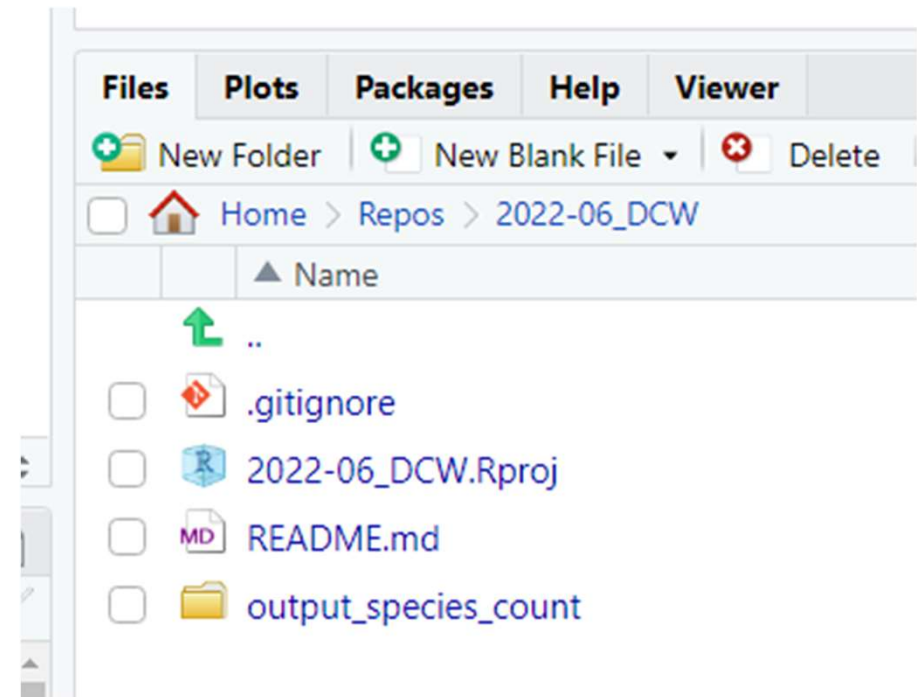 Files Plots Packages Help Viewer
New Folder New Blank File Delete
Home > Repos > 2022-06_DCW
Name
..
.gitignore
2022-06_DCW.Rproj
MD README.md
output_species_count